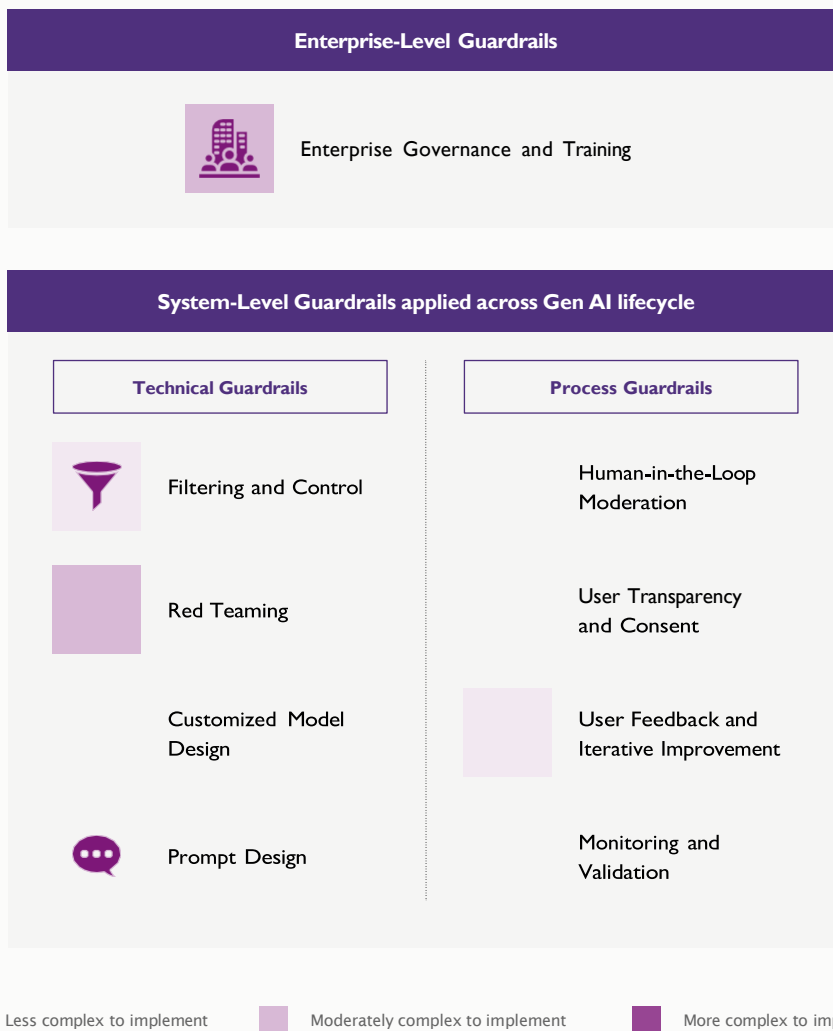 Enterprise-Level Guardrails
Enterprise Governance and Training
System-Level Guardrails applied across Gen AI lifecycle
Technical Guardrails
Process Guardrails
Filtering and Control
Human-in-the-Loop
Moderation
Red Teaming
User Transparency
and Consent
Customized Model
Design
User Feedback and
Iterative Improvement
Prompt Design
Monitoring and
Validation
Less complex to implement
Moderately complex to implement
More complex to im